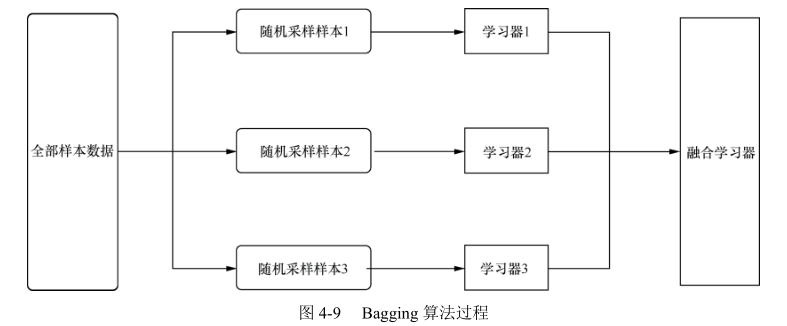 随机采样样本1
学习器1
全部样本数据
随机采样样本2
学习器2
融合学习器
随机采样样本3
学习器3
图 4-9 Bagging 算法过程